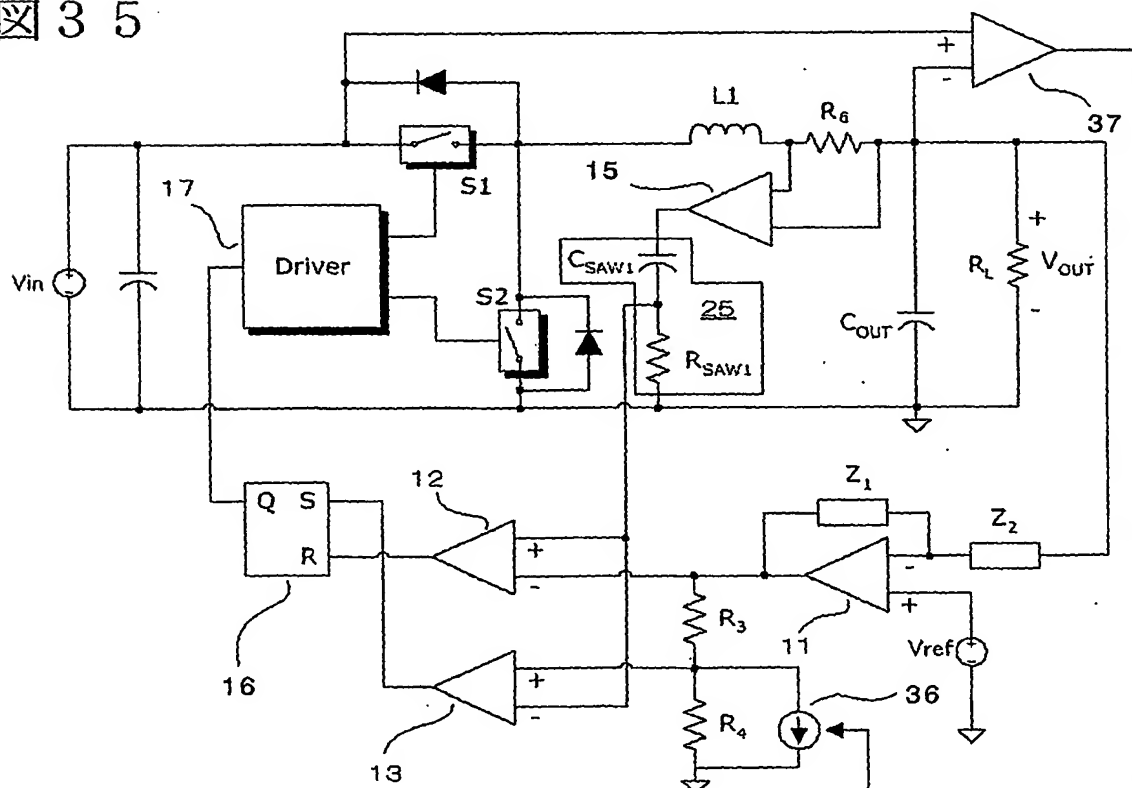 図35
+
-
37
L1
R6
15
17
S1
Driver
Vin
CSAW1
25
S2
RSAW1
COUT
RL
+
VOUT
-
12
Z1
Z2
Q S
R
+
-
-
+
11
R3
Vref
16
+
-
36
R4
13